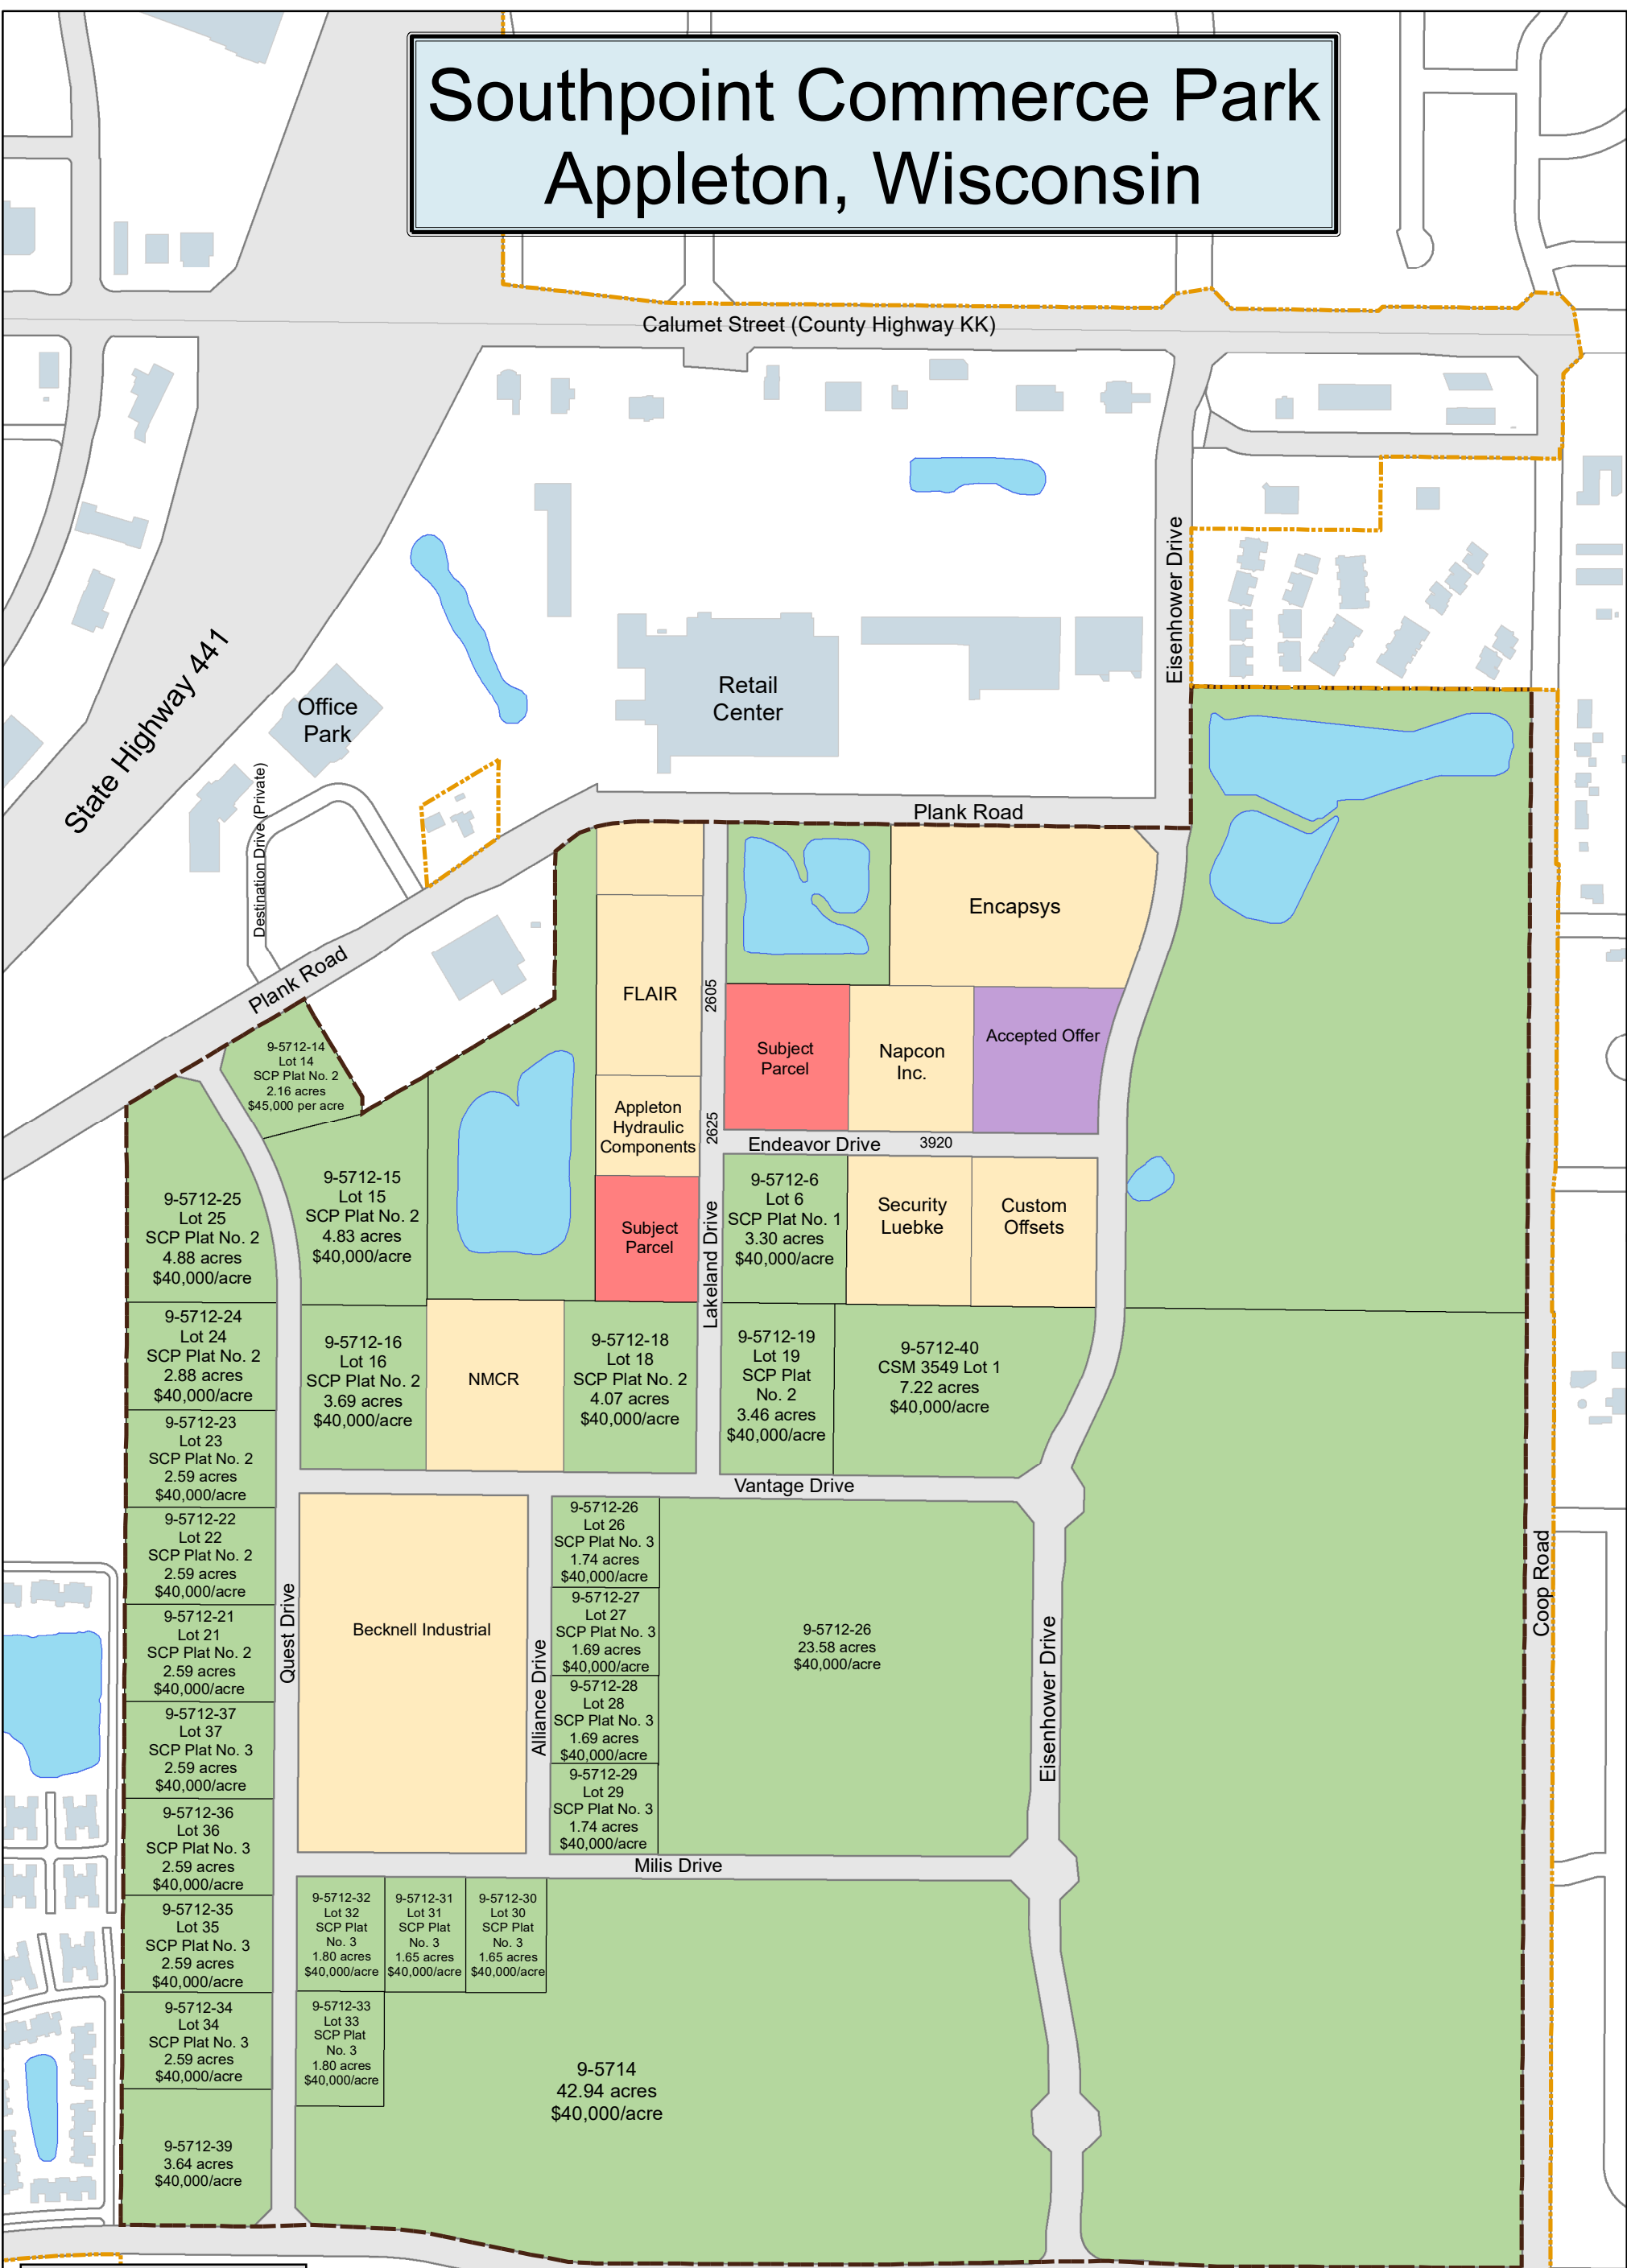 Southpoint Commerce Park
Appleton, Wisconsin
Calumet Street (County Highway KK)
Eisenhower Drive
State Highway 441
Office
Park
Retail
Center
Destination Drive (Private)
Plank Road
Plank Road
Encapsys
FLAIR
2605
Subject
Parcel
Napcon
Inc.
Accepted Offer
9-5712-14
Lot 14
SCP Plat No. 2
2.16 acres
$45,000 per acre
Appleton
Hydraulic
Components
2625
Endeavor Drive
3920
9-5712-25
Lot 25
SCP Plat No. 2
4.88 acres
$40,000/acre
9-5712-15
Lot 15
SCP Plat No. 2
4.83 acres
$40,000/acre
Subject
Parcel
Lakeland Drive
9-5712-6
Lot 6
SCP Plat No. 1
3.30 acres
$40,000/acre
Security
Luebke
Custom
Offsets
9-5712-24
Lot 24
SCP Plat No. 2
2.88 acres
$40,000/acre
9-5712-16
Lot 16
SCP Plat No. 2
3.69 acres
$40,000/acre
NMCR
9-5712-18
Lot 18
SCP Plat No. 2
4.07 acres
$40,000/acre
9-5712-19
Lot 19
SCP Plat
No. 2
3.46 acres
$40,000/acre
9-5712-40
CSM 3549 Lot 1
7.22 acres
$40,000/acre
9-5712-23
Lot 23
SCP Plat No. 2
2.59 acres
$40,000/acre
Vantage Drive
9-5712-22
Lot 22
SCP Plat No. 2
2.59 acres
$40,000/acre
9-5712-26
Lot 26
SCP Plat No. 3
1.74 acres
$40,000/acre
Coop Road
Quest Drive
Becknell Industrial
Alliance Drive
9-5712-27
Lot 27
SCP Plat No. 3
1.69 acres
$40,000/acre
9-5712-26
23.58 acres
$40,000/acre
Eisenhower Drive
9-5712-21
Lot 21
SCP Plat No. 2
2.59 acres
$40,000/acre
9-5712-28
Lot 28
SCP Plat No. 3
1.69 acres
$40,000/acre
9-5712-37
Lot 37
SCP Plat No. 3
2.59 acres
$40,000/acre
9-5712-29
Lot 29
SCP Plat No. 3
1.74 acres
$40,000/acre
9-5712-36
Lot 36
SCP Plat No. 3
2.59 acres
$40,000/acre
Milis Drive
9-5712-35
Lot 35
SCP Plat No. 3
2.59 acres
$40,000/acre
9-5712-32
Lot 32
SCP Plat
No. 3
1.80 acres
$40,000/acre
9-5712-31
Lot 31
SCP Plat
No. 3
1.65 acres
$40,000/acre
9-5712-30
Lot 30
SCP Plat
No. 3
1.65 acres
$40,000/acre
9-5712-34
Lot 34
SCP Plat No. 3
2.59 acres
$40,000/acre
9-5712-33
Lot 33
SCP Plat
No. 3
1.80 acres
$40,000/acre
9-5714
42.94 acres
$40,000/acre
9-5712-39
3.64 acres
$40,000/acre